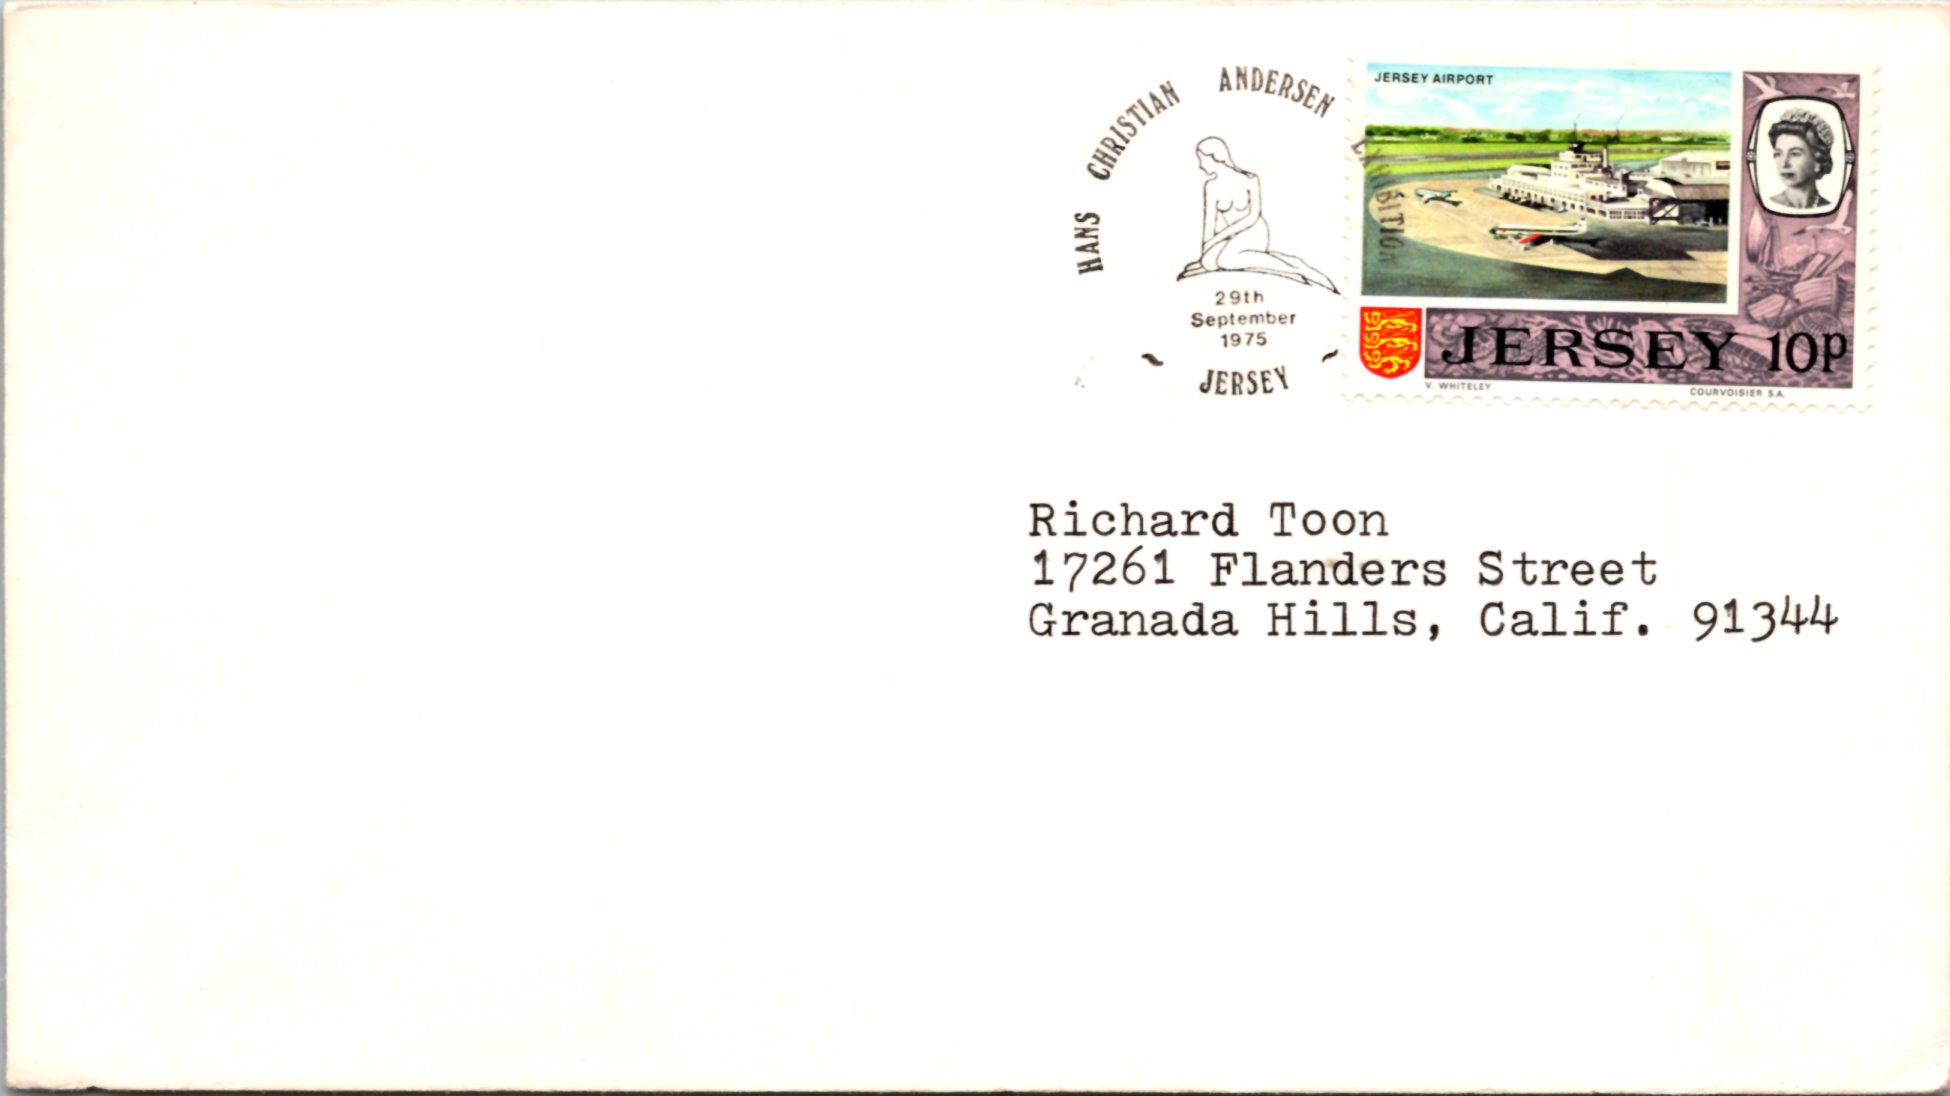 HANS CHRISTIAN ANDERSEN EXHIBITION
29th
September
1975
JERSEY
JERSEY AIRPORT
JERSEY 10p
V. WHITELEY
COURVOISIER S.A.
Richard Toon
17261 Flanders Street
Granada Hills, Calif. 91344